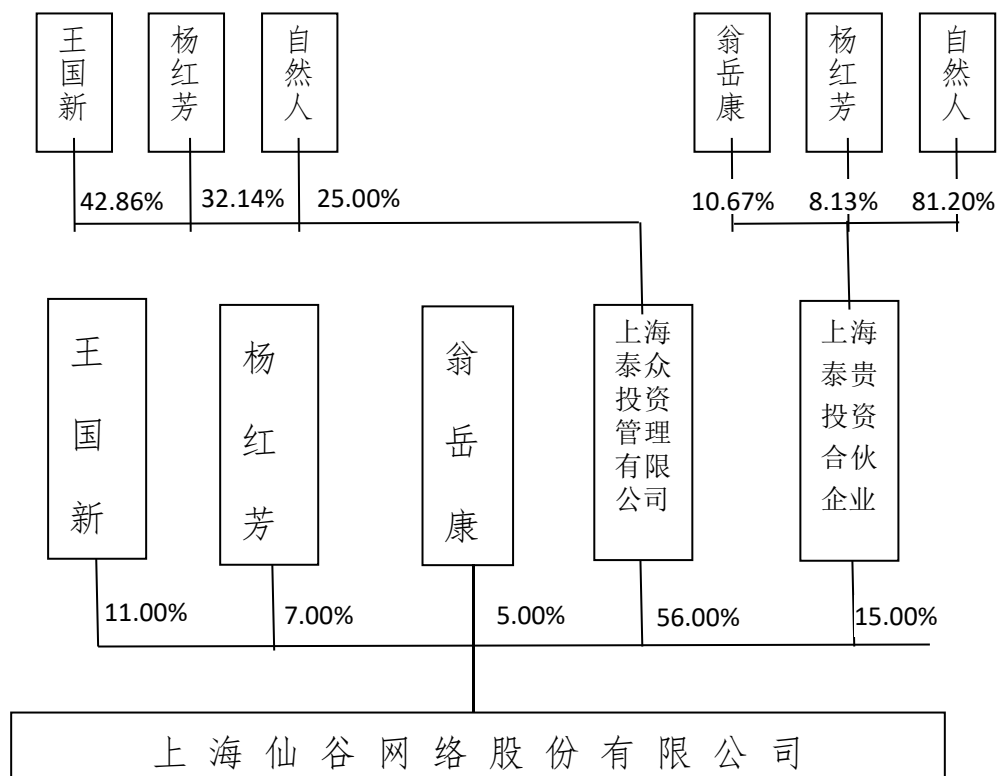 王国新
杨红芳
自然人
翁岳康
杨红芳
自然人
42.86%
32.14%
25.00%
10.67%
8.13%
81.20%
王国新
杨红芳
翁岳康
上海
泰众
投资
管理
有限
公司
上海
泰贵
投资
合伙
企业
11.00%
7.00%
5.00%
56.00%
15.00%
上海仙谷网络股份有限公司